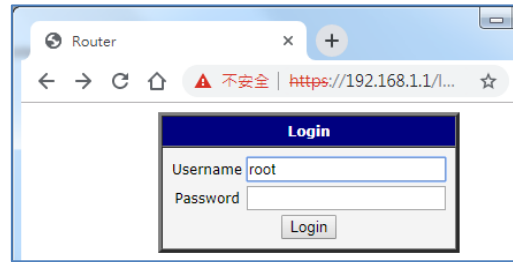 Router
不安全 | https://192.168.1.1/l...
Login
Username root
Password
Login